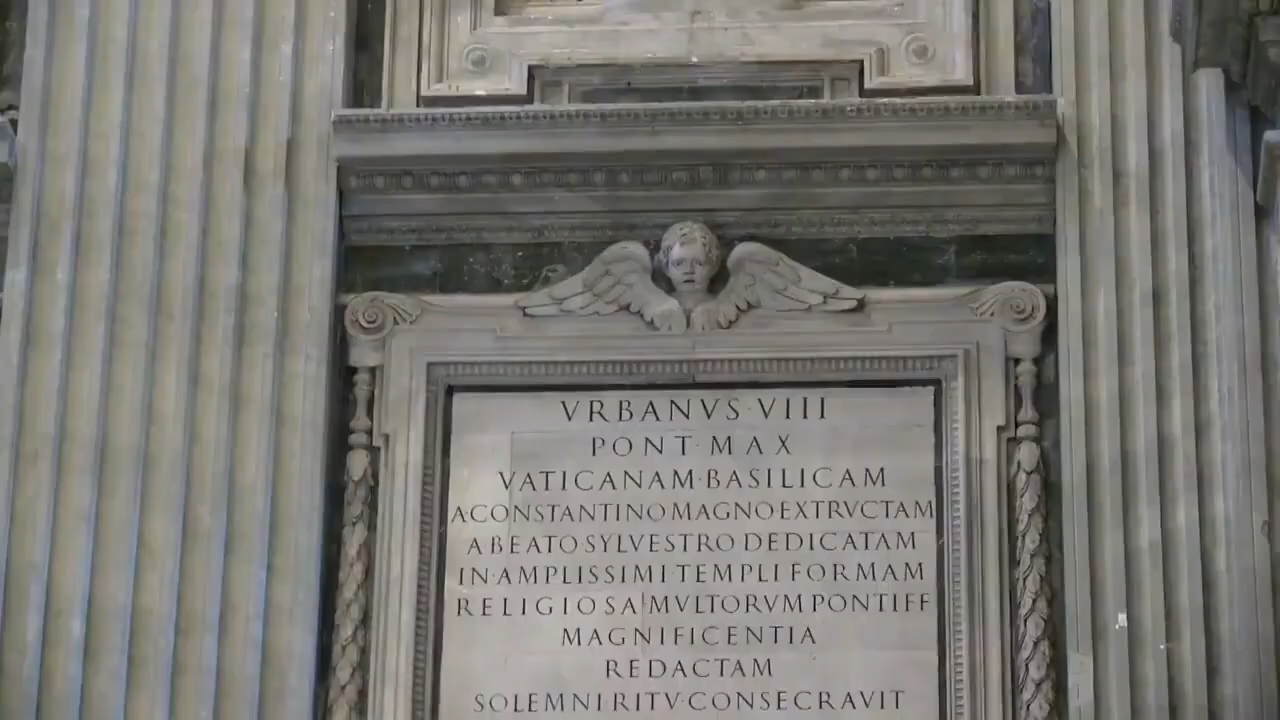 VRBANVS·VIII
PONT·MAX
VATICANAM·BASILICAM
A·CONSTANTINO MAGNO EXTRVCTAM
A BEATO SYLVESTRO DEDICATAM
IN·AMPLISSIMI TEMPLI FORMAM
RELIGIOSA MVLTORVM PONTIFF
MAGNIFICENTIA
REDACTAM
SOLEMNI RITV·CONSECRAVIT